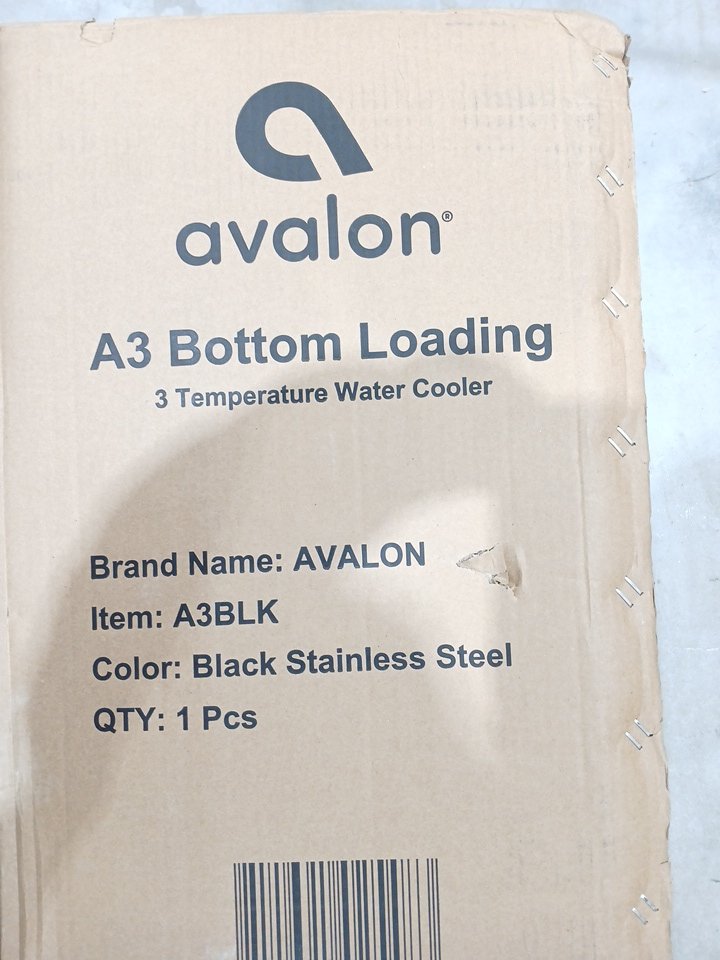 avalon®
A3 Bottom Loading
3 Temperature Water Cooler
Brand Name: AVALON
Item: A3BLK
Color: Black Stainless Steel
QTY: 1 Pcs